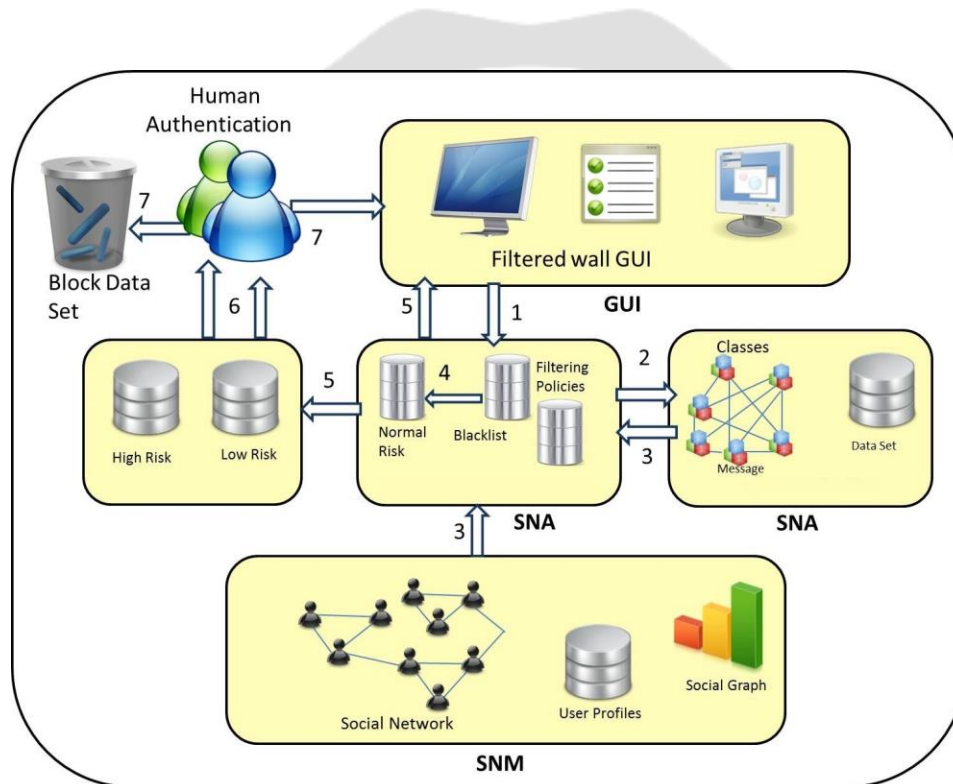 Human
Authentication
7
7
Block Data
Set
Filtered wall GUI
GUI
6
5
1
High Risk
Low Risk
5
Normal
Risk
4
Blacklist
Filtering
Policies
SNA
2
3
Classes
Message
Data Set
SNA
3
Social Network
User Profiles
Social Graph
SNM